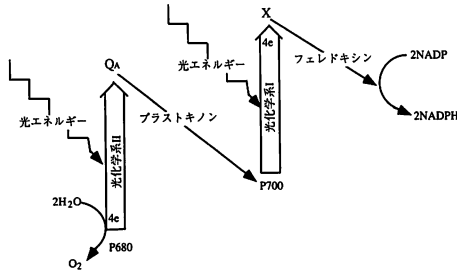 X
4e
光エネルギー
フェレドキシン
2NADP
QA
光化学系I
光エネルギー
プラストキノン
2NADPH
光化学系II
P700
2H2O
4e
P680
O2